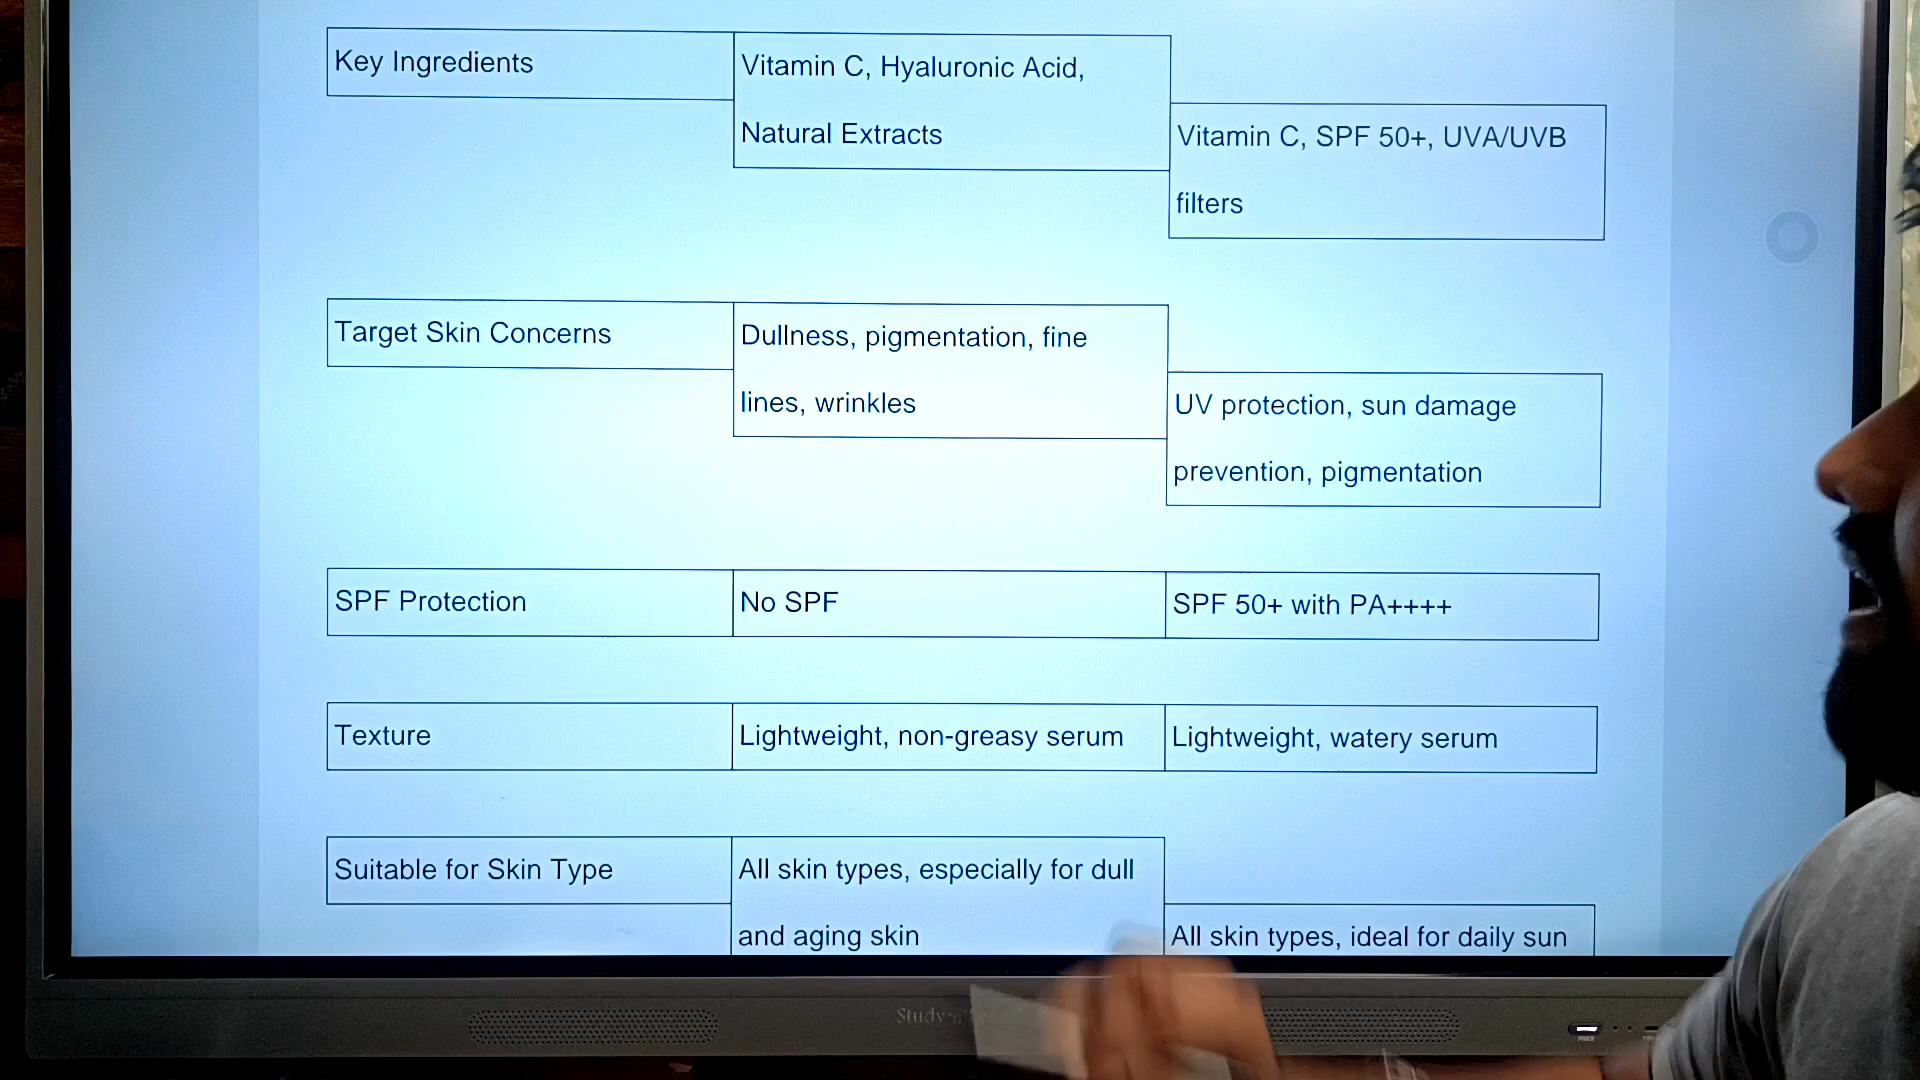 Key Ingredients
Vitamin C, Hyaluronic Acid,
Natural Extracts
Vitamin C, SPF 50+, UVA/UVB
filters
Target Skin Concerns
Dullness, pigmentation, fine
lines, wrinkles
UV protection, sun damage
prevention, pigmentation
SPF Protection
No SPF
SPF 50+ with PA++++
Texture
Lightweight, non-greasy serum
Lightweight, watery serum
Suitable for Skin Type
All skin types, especially for dull
and aging skin
All skin types, ideal for daily sun
Study